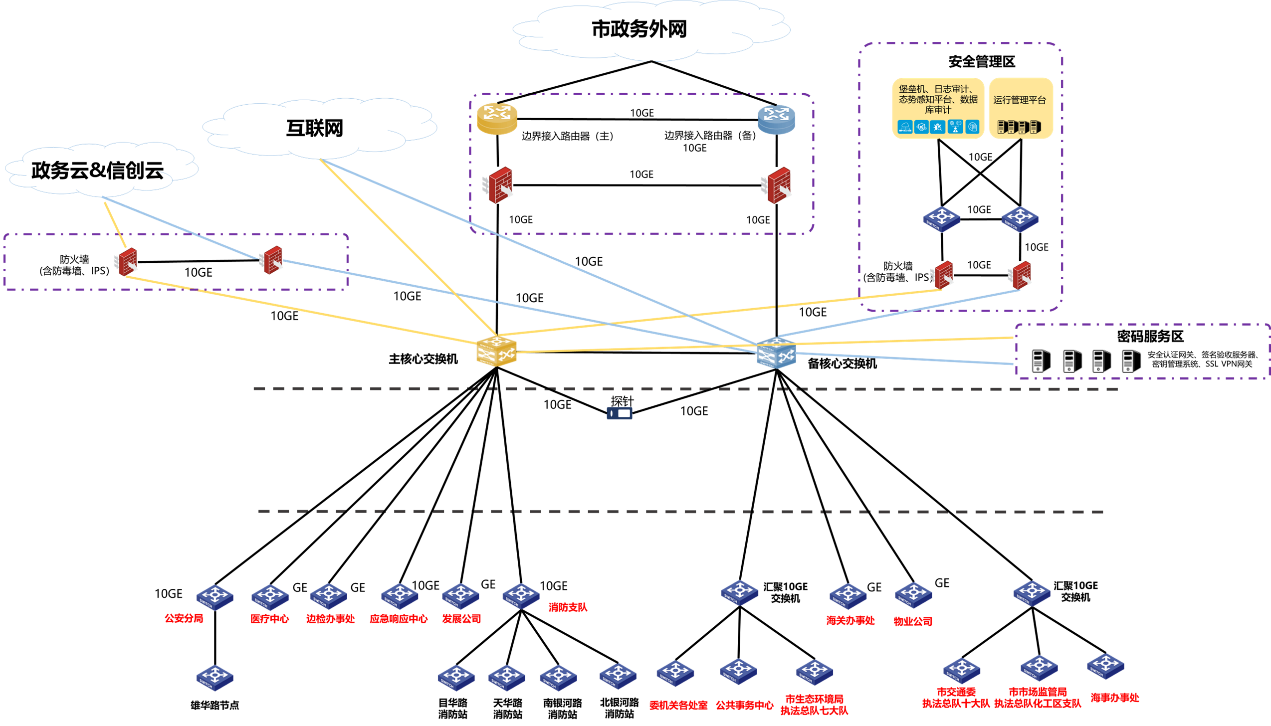 市政务外网
互联网
政务云&信创云
10GE
边界接入路由器（主）
边界接入路由器（备）
10GE
10GE
10GE
10GE
安全管理区
堡垒机、日志审计、
态势感知平台、数据
库审计
运行管理平台
10GE
10GE
10GE
防火墙
(含防毒墙、IPS)
10GE
防火墙
(含防毒墙、IPS)
10GE
10GE
10GE
10GE
10GE
10GE
密码服务区
安全认证网关、签名验收服务器、
密钥管理系统、SSL VPN网关
主核心交换机
备核心交换机
探针
10GE
10GE
10GE
公安分局
GE
医疗中心
GE
边检办事处
10GE
应急响应中心
GE
发展公司
10GE
消防支队
汇聚10GE
交换机
GE
海关办事处
GE
物业公司
汇聚10GE
交换机
雄华路节点
目华路
消防站
天华路
消防站
南银河路
消防站
北银河路
消防站
委机关各处室
公共事务中心
市生态环境局
执法总队七大队
市交通委
执法总队十大队
市市场监管局
执法总队化工区支队
海事办事处